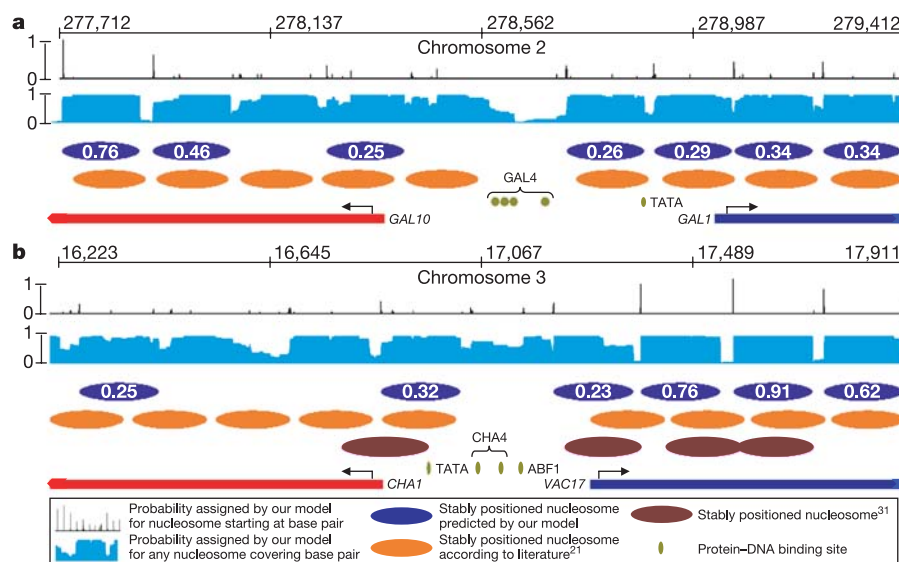 a
277,712 278,137 278,562 278,987 279,412
Chromosome 2
1
0
1
0
0.76 0.46 0.25 0.26 0.29 0.34 0.34
GAL4
TATA
GAL10 GAL1
b
16,223 16,645 17,067 17,489 17,911
Chromosome 3
1
0
1
0
0.25 0.32 0.23 0.76 0.91 0.62
CHA4
TATA ABF1
CHA1 VAC17
Probability assigned by our model
for nucleosome starting at base pair
Probability assigned by our model
for any nucleosome covering base pair
Stably positioned nucleosome
predicted by our model
Stably positioned nucleosome
according to literature21
Stably positioned nucleosome31
Protein–DNA binding site